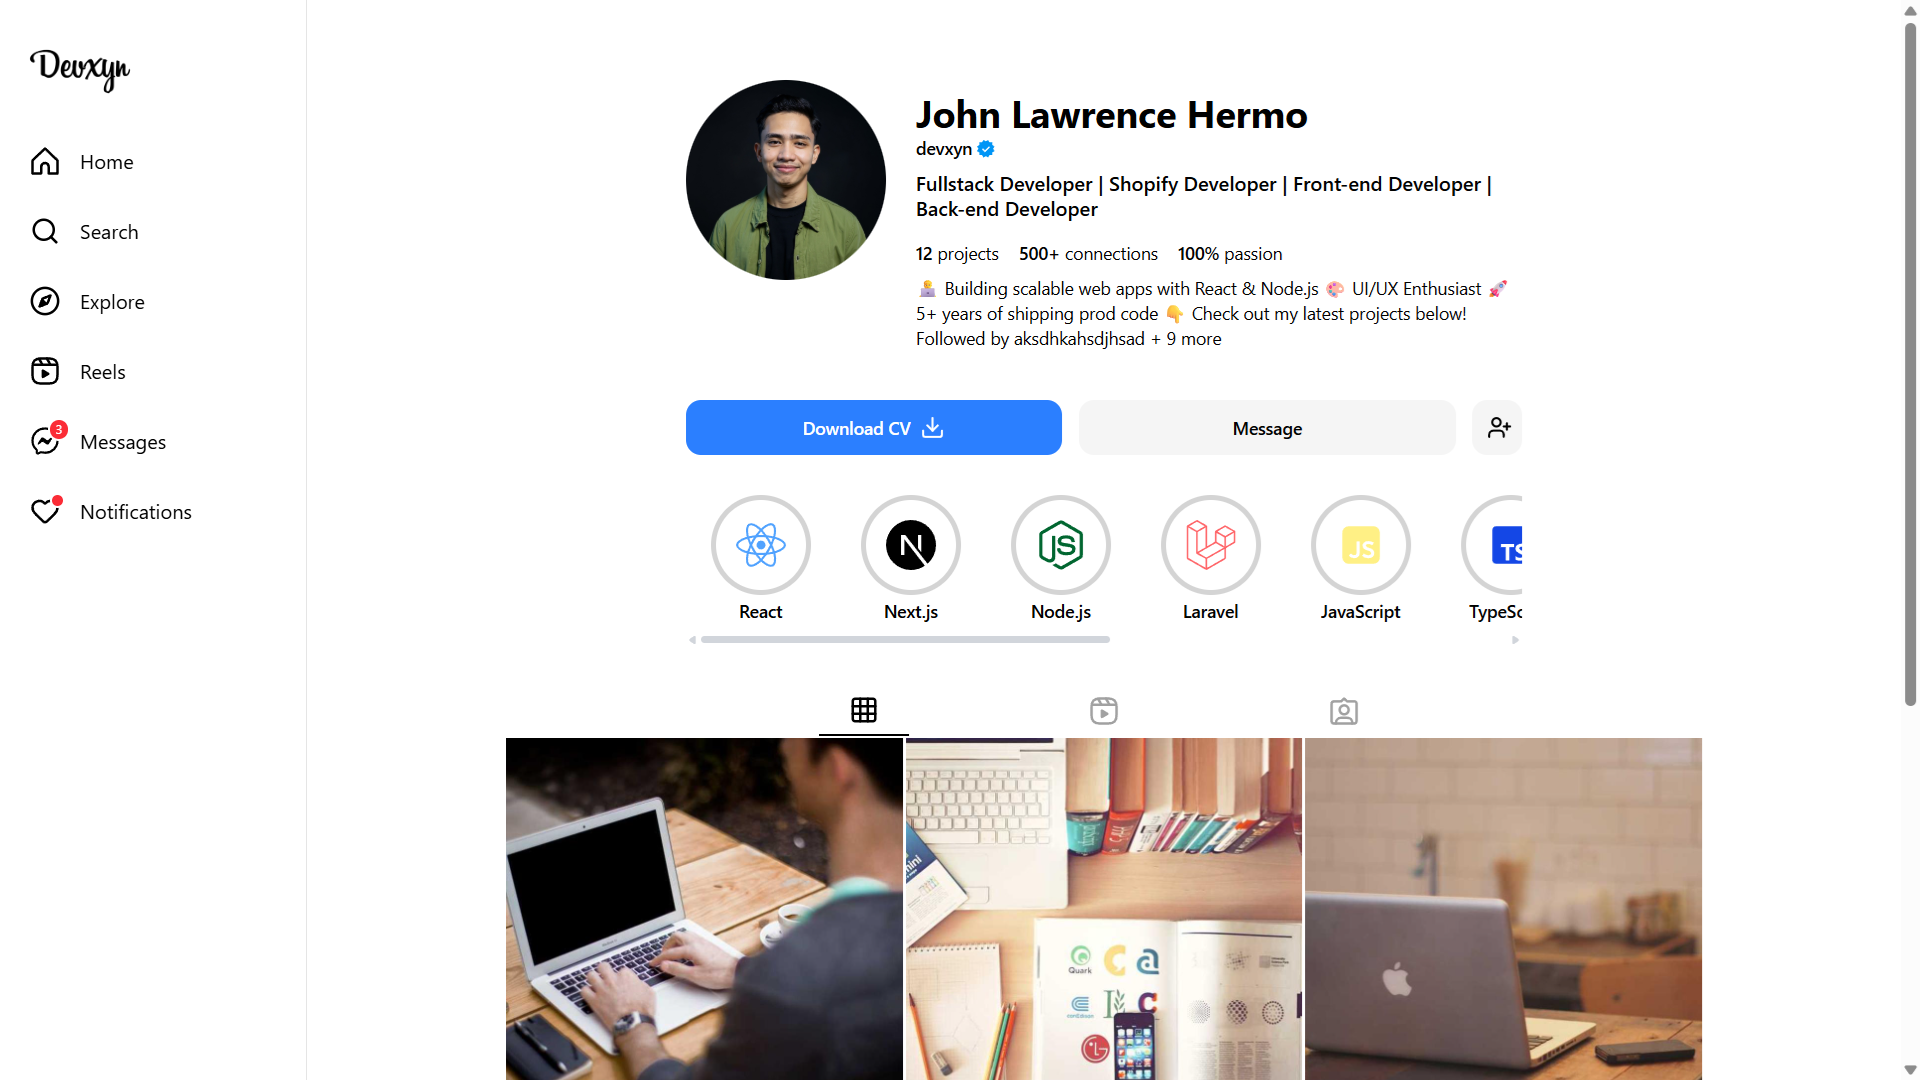 Devxyn
Home
Search
Explore
Reels
3
Messages
Notifications
John Lawrence Hermo
devxyn
Fullstack Developer | Shopify Developer | Front-end Developer |
Back-end Developer
12 projects 500+ connections 100% passion
Building scalable web apps with React & Node.js 🎨 UI/UX Enthusiast 🚀
5+ years of shipping prod code 👇 Check out my latest projects below!
Followed by aksdhkahsdjhsad + 9 more
Download CV
Message
N
JS
JS
TS
React
Next.js
Node.js
Laravel
JavaScript
TypeSc
mini
Quark
C a
C
LG